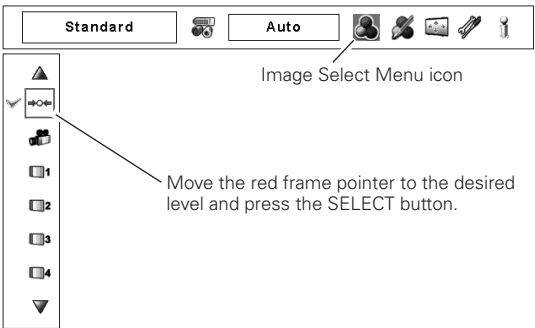 Standard
Auto
Image Select Menu icon
Move the red frame pointer to the desired
level and press the SELECT button.
1
2
3
4